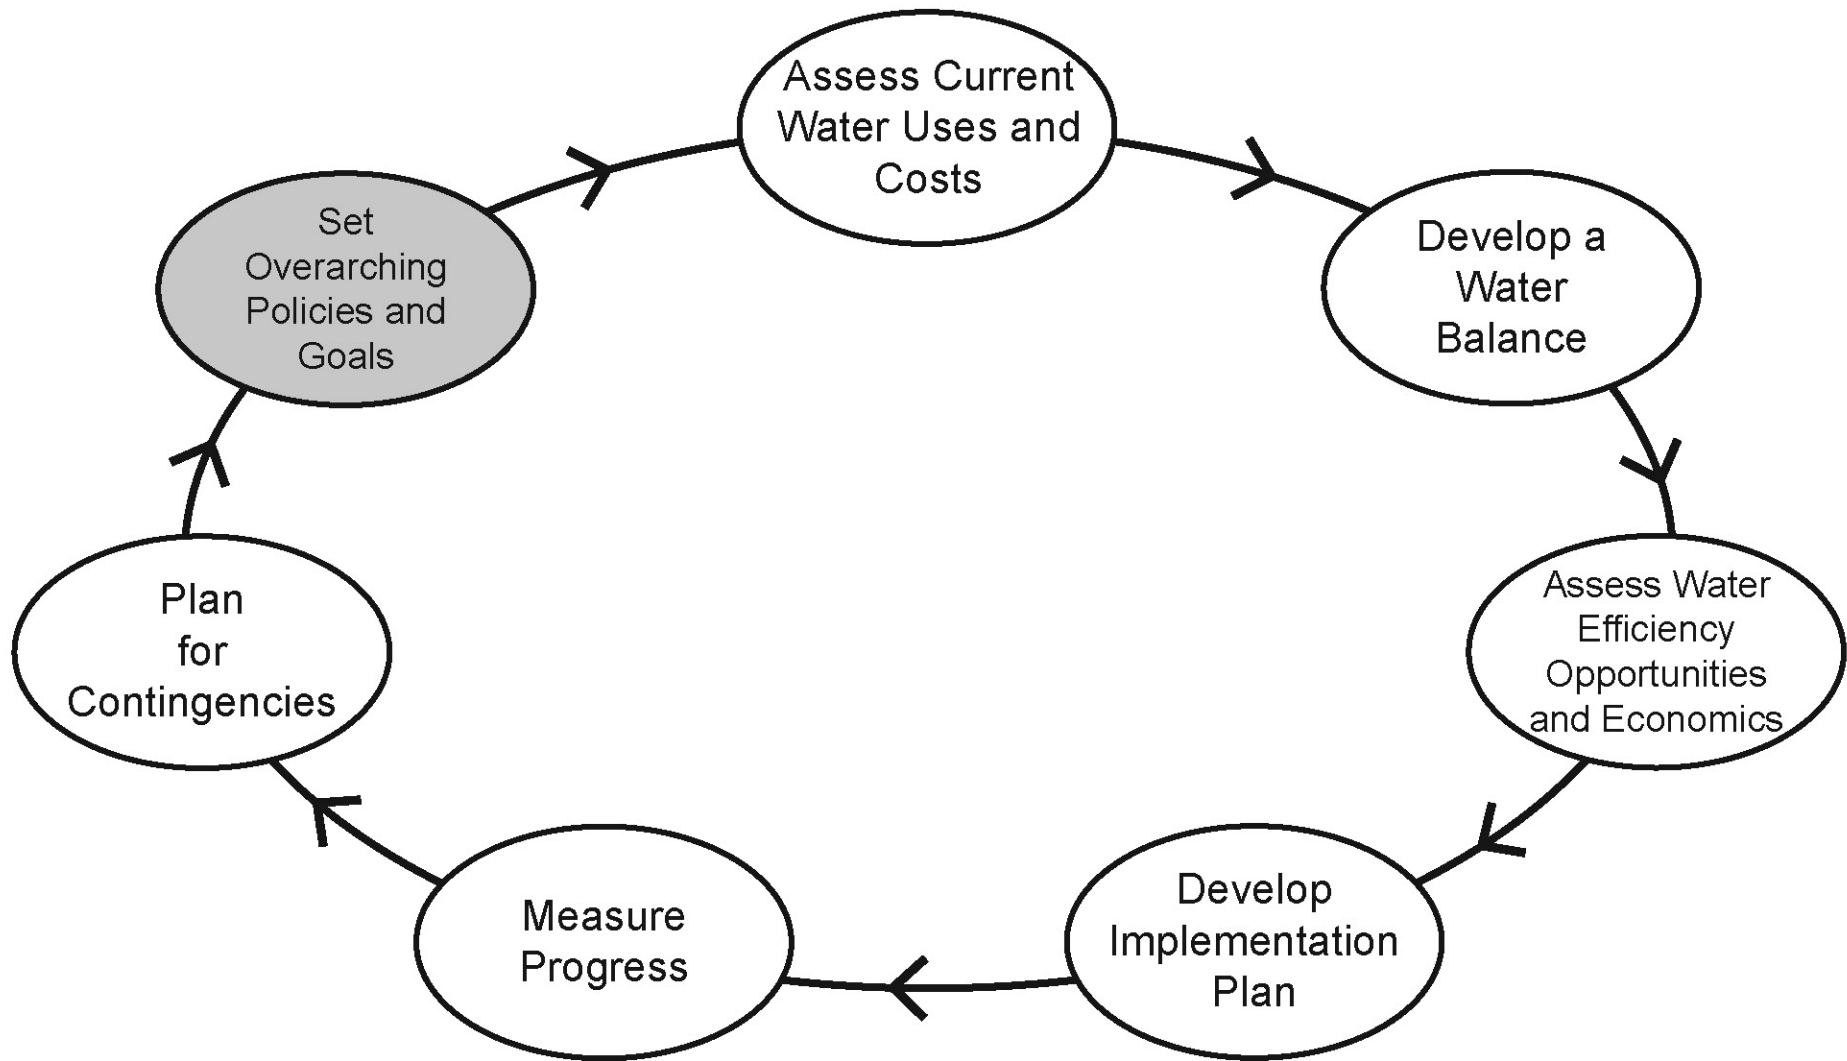 Set
Overarching
Policies and
Goals
Assess Current
Water Uses and
Costs
Develop a
Water
Balance
Assess Water
Efficiency
Opportunities
and Economics
Develop
Implementation
Plan
Measure
Progress
Plan
for
Contingencies